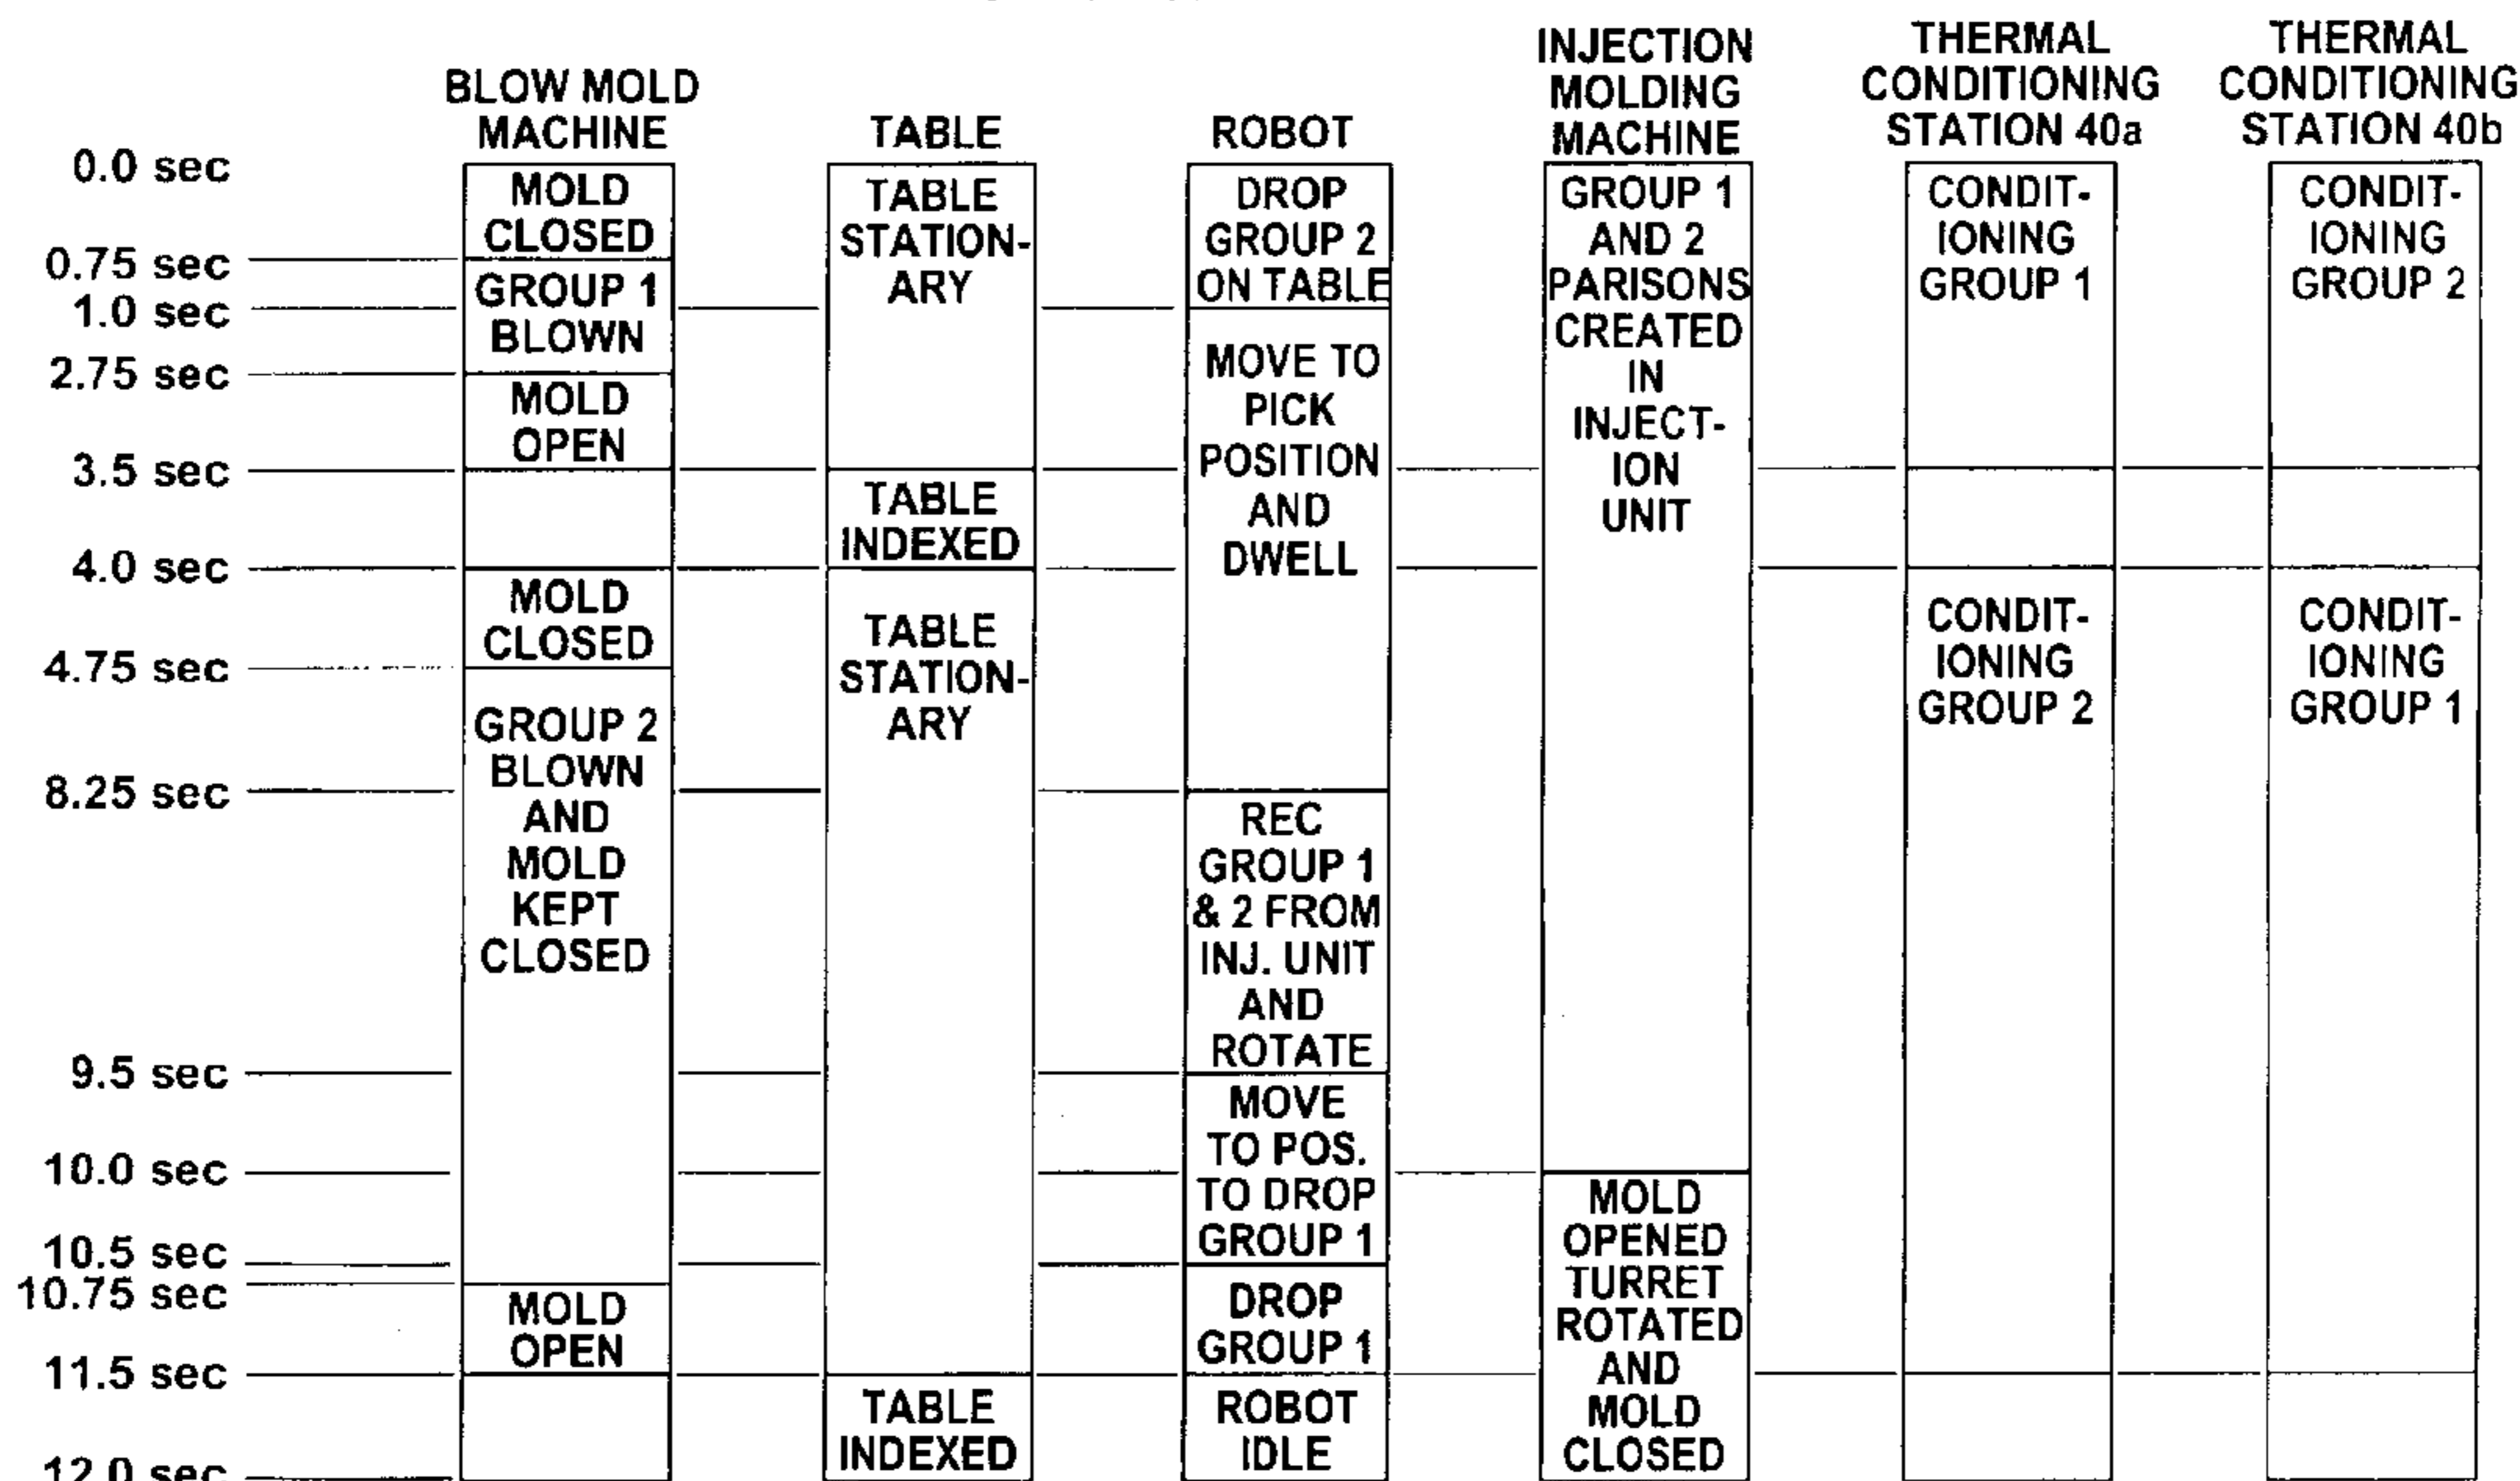 BLOW MOLD
MACHINE
TABLE
ROBOT
INJECTION
MOLDING
MACHINE
THERMAL
CONDITIONING
STATION 40a
THERMAL
CONDITIONING
STATION 40b
0.0 sec
0.75 sec
1.0 sec
2.75 sec
3.5 sec
4.0 sec
4.75 sec
8.25 sec
9.5 sec
10.0 sec
10.5 sec
10.75 sec
11.5 sec
12.0 sec
MOLD
CLOSED
GROUP 1
BLOWN
MOLD
OPEN
MOLD
CLOSED
GROUP 2
BLOWN
AND
MOLD
KEPT
CLOSED
MOLD
OPEN
TABLE
STATION-
ARY
TABLE
INDEXED
TABLE
STATION-
ARY
TABLE
INDEXED
DROP
GROUP 2
ON TABLE
MOVE TO
PICK
POSITION
AND
DWELL
REC
GROUP 1
& 2 FROM
INJ. UNIT
AND
ROTATE
MOVE
TO POS.
TO DROP
GROUP 1
DROP
GROUP 1
ROBOT
IDLE
GROUP 1
AND 2
PARISONS
CREATED
IN
INJECT-
ION
UNIT
MOLD
OPENED
TURRET
ROTATED
AND
MOLD
CLOSED
CONDIT-
IONING
GROUP 1
CONDIT-
IONING
GROUP 2
CONDIT-
IONING
GROUP 2
CONDIT-
IONING
GROUP 1